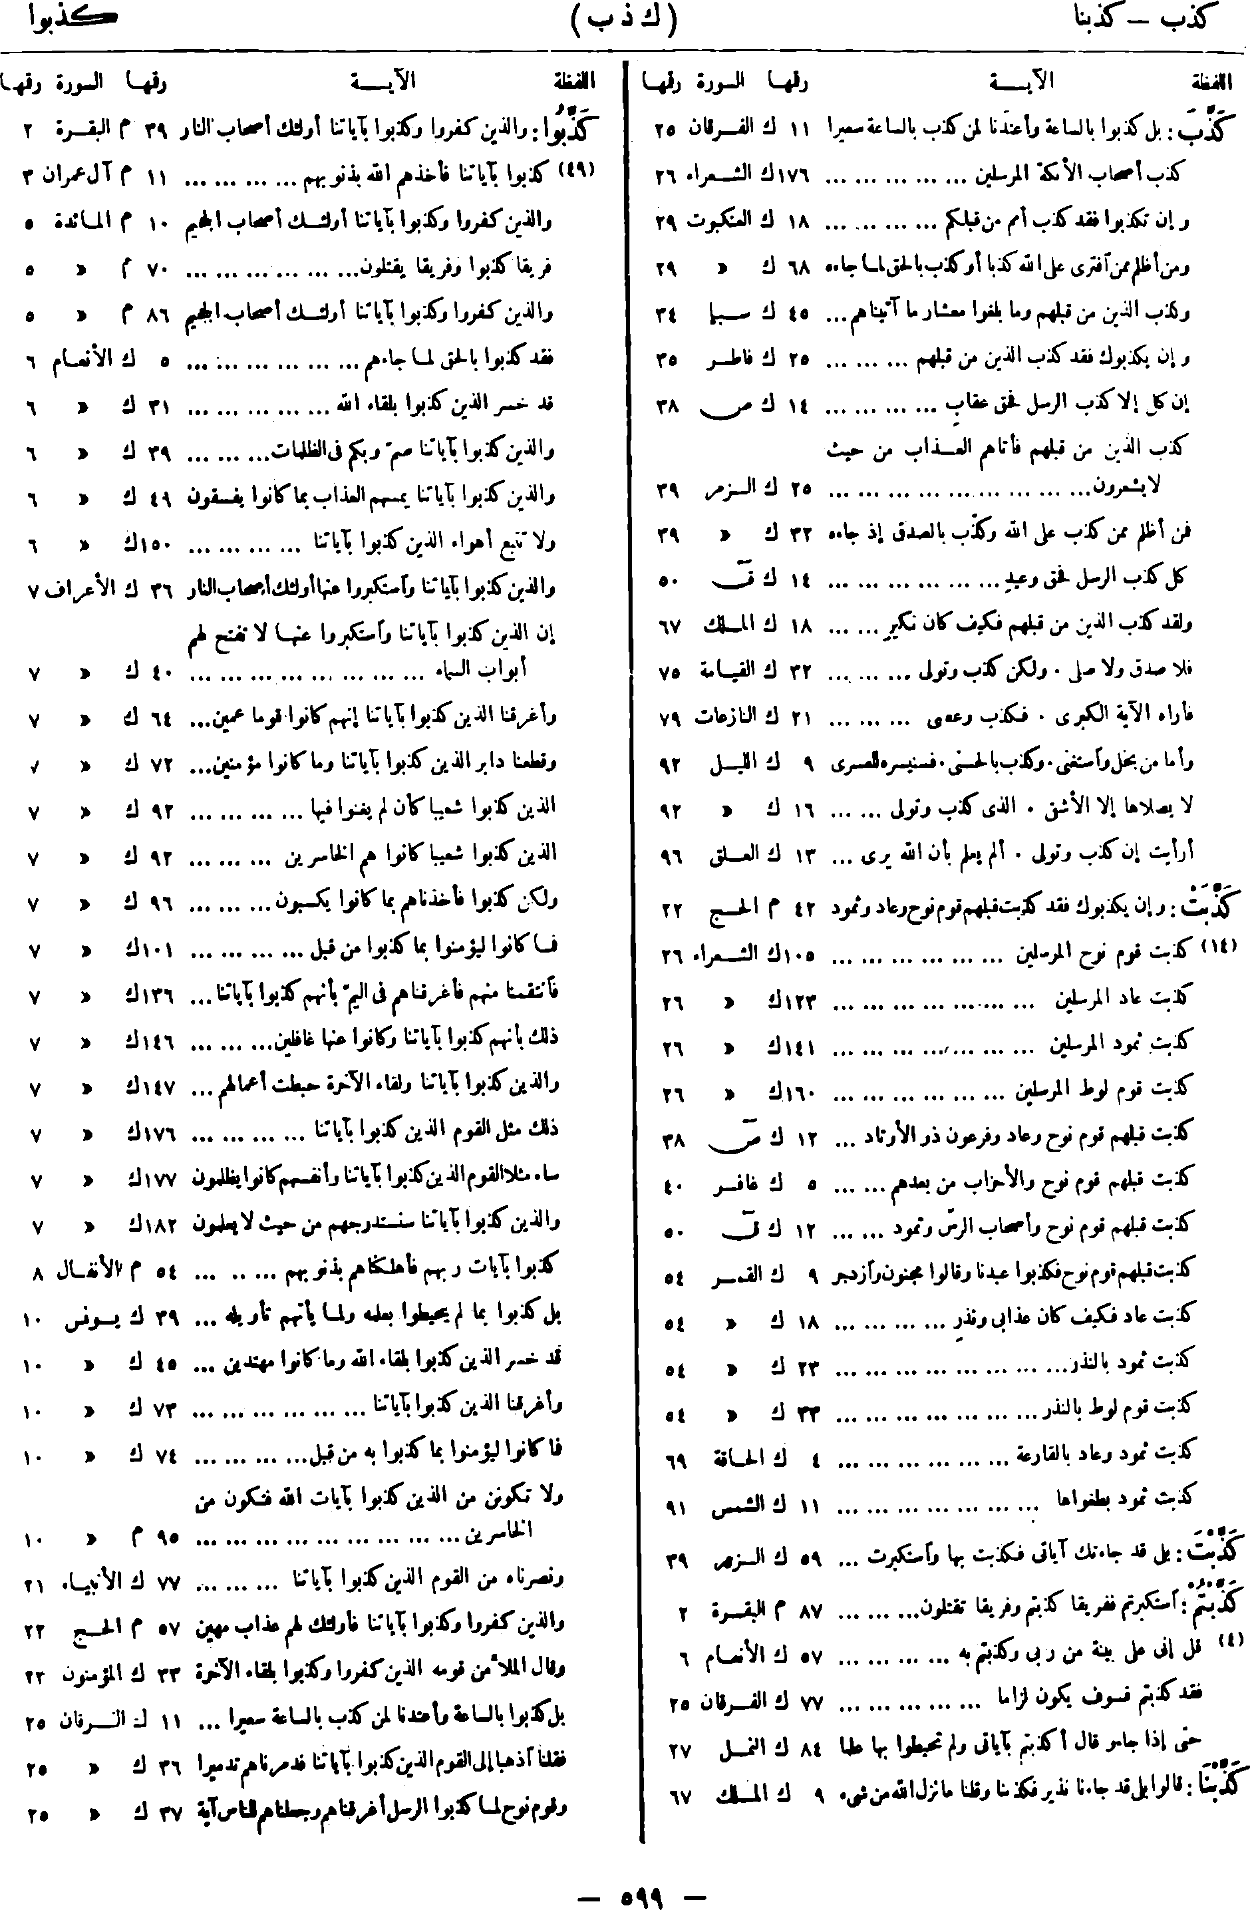 كذب – كذبنا (ك ذ ب) كذبوا
اللفظة الآيـــة رقمها السورة رقمها
كَذَّبَ : بل كذبوا بالساعة وأعتدنا لمن كذب بالساعة سعيرا ١١ ك الفرقان ٢٥
كذب أصحاب الأيكة المرسلين ... ... ... ... ... ١٧٦ ك الشعراء ٢٦
وإن تكذبوا فقد كذب أمم من قبلكم ... ... ... ... ١٨ ك العنكبوت ٢٩
ومن أظلم ممن آفترى على الله كذبا أو كذب بالحق لما جاءه ٦٨ ك « ٢٩
وكذب الذين من قبلهم وما بلغوا معشار ما آتيناهم ... ٤٥ ك سبإ ٣٤
وإن يكذبوك فقد كذب الذين من قبلهم ... ... ... ٢٥ ك فاطر ٣٥
إن كل إلا كذب الرسل فحق عقاب ... ... ... ... ١٤ ك ص ٣٨
كذب الذين من قبلهم فأتاهم العذاب من حيث
لا يشعرون ... ... ... ... ... ... ... ... ... ٢٥ ك الزمر ٣٩
فمن أظلم ممن كذب على الله وكذّب بالصدق إذ جاءه ٣٢ ك « ٣٩
كل كذب الرسل فحق وعيد ... ... ... ... ... ... ١٤ ك قٓ ٥٠
ولقد كذب الذين من قبلهم فكيف كان نكير ... ... ١٨ ك الملك ٦٧
فلا صدق ولا صلى . ولكن كذب وتولى ... ... ... ٣٢ ك القيامة ٧٥
فأراه الآية الكبرى . فكذب وعصى ... ... ... ٢١ ك النازعات ٧٩
وأما من بخل وآستغنى . وكذب بالحسنى . فسنيسره للعسرى ٩ ك الليل ٩٢
لا يصلاها إلا الأشقى . الذى كذب وتولى ... ... ١٦ ك « ٩٢
أرأيت إن كذب وتولى . ألم يعلم بأن الله يرى ... ١٣ ك العلق ٩٦
كَذَّبَتْ : وإن يكذبوك فقد كذبت قبلهم قوم نوح وعاد وثمود ٤٢ م الحج ٢٢
(١٤) كذبت قوم نوح المرسلين ... ... ... ... ... ... ١٠٥ ك الشعراء ٢٦
كذبت عاد المرسلين ... ... ... ... ... ... ... ١٢٣ ك « ٢٦
كذبت ثمود المرسلين ... ... ... ... ... ... ... ١٤١ ك « ٢٦
كذبت قوم لوط المرسلين ... ... ... ... ... ... ١٦٠ ك « ٢٦
كذبت قبلهم قوم نوح وعاد وفرعون ذو الأوتاد ... ١٢ ك صٓ ٣٨
كذبت قبلهم قوم نوح والأحزاب من بعدهم ... ... ٥ ك غافر ٤٠
كذبت قبلهم قوم نوح وأصحاب الرسّ وثمود ... ... ١٢ ك قٓ ٥٠
كذبت قبلهم قوم نوح فكذبوا عبدنا وقالوا مجنون وآزدجر ٩ ك القمر ٥٤
كذبت عاد فكيف كان عذابى ونذر ... ... ... ... ١٨ ك « ٥٤
كذبت ثمود بالنذر ... ... ... ... ... ... ... ... ٢٣ ك « ٥٤
كذبت قوم لوط بالنذر ... ... ... ... ... ... ... ٣٣ ك « ٥٤
كذبت ثمود وعاد بالقارعة ... ... ... ... ... ... ٤ ك الحاقة ٦٩
كذبت ثمود بطغواها ... ... ... ... ... ... ... ١١ ك الشمس ٩١
كَذَّبْتَ : بلى قد جاءتك آياتى فكذبت بها وآستكبرت ... ٥٩ ك الزمر ٣٩
كَذَّبْتُمْ : آستكبرتم ففريقا كذبتم وفريقا تقتلون ... ... ... ٨٧ م البقرة ٢
(٤) قل إنى على بينة من ربى وكذبتم به ... ... ... ... ٥٧ ك الأنعام ٦
فقد كذبتم فسوف يكون لزاما ... ... ... ... ... ٧٧ ك الفرقان ٢٥
حتى إذا جاءو قال أكذبتم بآياتى ولم تحيطوا بها علما ٨٤ ك النمل ٢٧
كَذَّبْنَا : قالوا بلى قد جاءنا نذير فكذبنا وقلنا ما نزل الله من شىء ٩ ك الملك ٦٧
اللفظة الآيـــة رقمها السورة رقمها
كَذَّبُوا : والذين كفروا وكذبوا بآياتنا أولئك أصحاب النار ٣٩ م البقرة ٢
(٤٩) كذبوا بآياتنا فأخذهم الله بذنوبهم ... ... ... ... ١١ م آل عمران ٣
والذين كفروا وكذبوا بآياتنا أولئك أصحاب الجحيم ١٠ م المائدة ٥
فريقا كذبوا وفريقا يقتلون ... ... ... ... ... ... ٧٠ م « ٥
والذين كفروا وكذبوا بآياتنا أولئك أصحاب الجحيم ٨٦ م « ٥
فقد كذبوا بالحق لما جاءهم ... ... ... ... ... ... ٥ ك الأنعام ٦
قد خسر الذين كذبوا بلقاء الله ... ... ... ... ... ٣١ ك « ٦
والذين كذبوا بآياتنا صمّ وبكم فى الظلمات ... ... ... ٣٩ ك « ٦
والذين كذبوا بآياتنا يمسهم العذاب بما كانوا يفسقون ٤٩ ك « ٦
ولا تتبع أهواء الذين كذبوا بآياتنا ... ... ... ... ١٥٠ ك « ٦
والذين كذبوا بآياتنا وآستكبروا عنها أولئك أصحاب النار ٣٦ ك الأعراف ٧
إن الذين كذبوا بآياتنا وآستكبروا عنها لا تفتح لهم
أبواب السماء ... ... ... ... ... ... ... ... ... ٤٠ ك « ٧
وأغرقنا الذين كذبوا بآياتنا إنهم كانوا قوما عمين ... ٦٤ ك « ٧
وقطعنا دابر الذين كذبوا بآياتنا وما كانوا مؤمنين ... ٧٢ ك « ٧
الذين كذبوا شعيبا كأن لم يغنوا فيها ... ... ... ... ٩٢ ك « ٧
الذين كذبوا شعيبا كانوا هم الخاسرين ... ... ... ... ٩٢ ك « ٧
ولكن كذبوا فأخذناهم بما كانوا يكسبون ... ... ... ٩٦ ك « ٧
فما كانوا ليؤمنوا بما كذبوا من قبل ... ... ... ... ١٠١ ك « ٧
فآنتقمنا منهم فأغرقناهم فى اليمّ بأنهم كذبوا بآياتنا ... ١٣٦ ك « ٧
ذلك بأنهم كذبوا بآياتنا وكانوا عنها غافلين ... ... ... ١٤٦ ك « ٧
والذين كذبوا بآياتنا ولقاء الآخرة حبطت أعمالهم ... ١٤٧ ك « ٧
ذلك مثل القوم الذين كذبوا بآياتنا ... ... ... ... ١٧٦ ك « ٧
ساء مثلا القوم الذين كذبوا بآياتنا وأنفسهم كانوا يظلمون ١٧٧ ك « ٧
والذين كذبوا بآياتنا سنستدرجهم من حيث لا يعلمون ١٨٢ ك « ٧
كذبوا بآيات ربهم فأهلكناهم بذنوبهم ... .. ... ... ٥٤ م الأنفال ٨
بل كذبوا بما لم يحيطوا بعلمه ولما يأتهم تأويله ... ٣٩ ك يونس ١٠
قد خسر الذين كذبوا بلقاء الله وما كانوا مهتدين ... ٤٥ ك « ١٠
وأغرقنا الذين كذبوا بآياتنا ... ... ... ... ... ... ٧٣ ك « ١٠
فما كانوا ليؤمنوا بما كذبوا به من قبل ... ... ... ... ٧٤ ك « ١٠
ولا تكونن من الذين كذبوا بآيات الله فتكون من
الخاسرين ... ... ... ... ... ... ... ... ... ٩٥ م « ١٠
ونصرناه من القوم الذين كذبوا بآياتنا ... ... ... ٧٧ ك الأنبياء ٢١
والذين كفروا وكذبوا بآياتنا فأولئك لهم عذاب مهين ٥٧ م الحج ٢٢
وقال الملأ من قومه الذين كفروا وكذبوا بلقاء الآخرة ٣٣ ك المؤمنون ٢٣
بل كذبوا بالساعة وأعتدنا لمن كذب بالساعة سعيرا ... ١١ ك الفرقان ٢٥
فقلنا آذهبا إلى القوم الذين كذبوا بآياتنا فدمرناهم تدميرا ٣٦ ك « ٢٥
وقوم نوح لما كذبوا الرسل أغرقناهم وجعلناهم للناس آية ٣٧ ك « ٢٥
— ٥٩٩ —